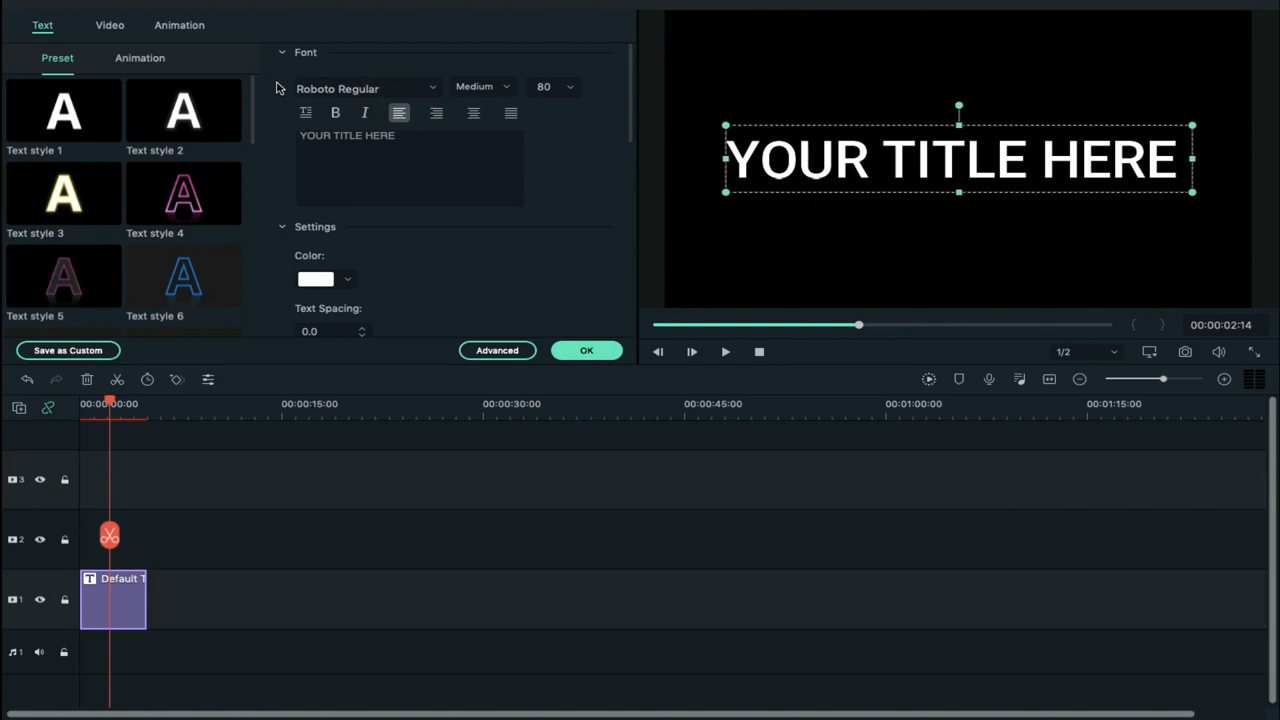 Text Video Animation
Preset Animation
Font
Roboto Regular Medium 80
B I
YOUR TITLE HERE
A A
Text style 1 Text style 2
A A
Text style 3 Text style 4
A A
Text style 5 Text style 6
Settings
Color:
Text Spacing:
0.0
Save as Custom Advanced OK
YOUR TITLE HERE
00:00:02:14
1/2
00:00:00:00 00:00:15:00 00:00:30:00 00:00:45:00 00:01:00:00 00:01:15:00
3
2
T Default T
1
1